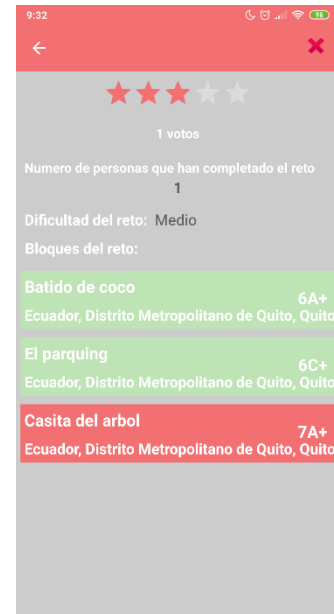 9:32
98
1 votos
Numero de personas que han completado el reto
1
Dificultad del reto: Medio
Bloques del reto:
Batido de coco
6A+
Ecuador, Distrito Metropolitano de Quito, Quito
El parquing
6C+
Ecuador, Distrito Metropolitano de Quito, Quito
Casita del arbol
7A+
Ecuador, Distrito Metropolitano de Quito, Quito